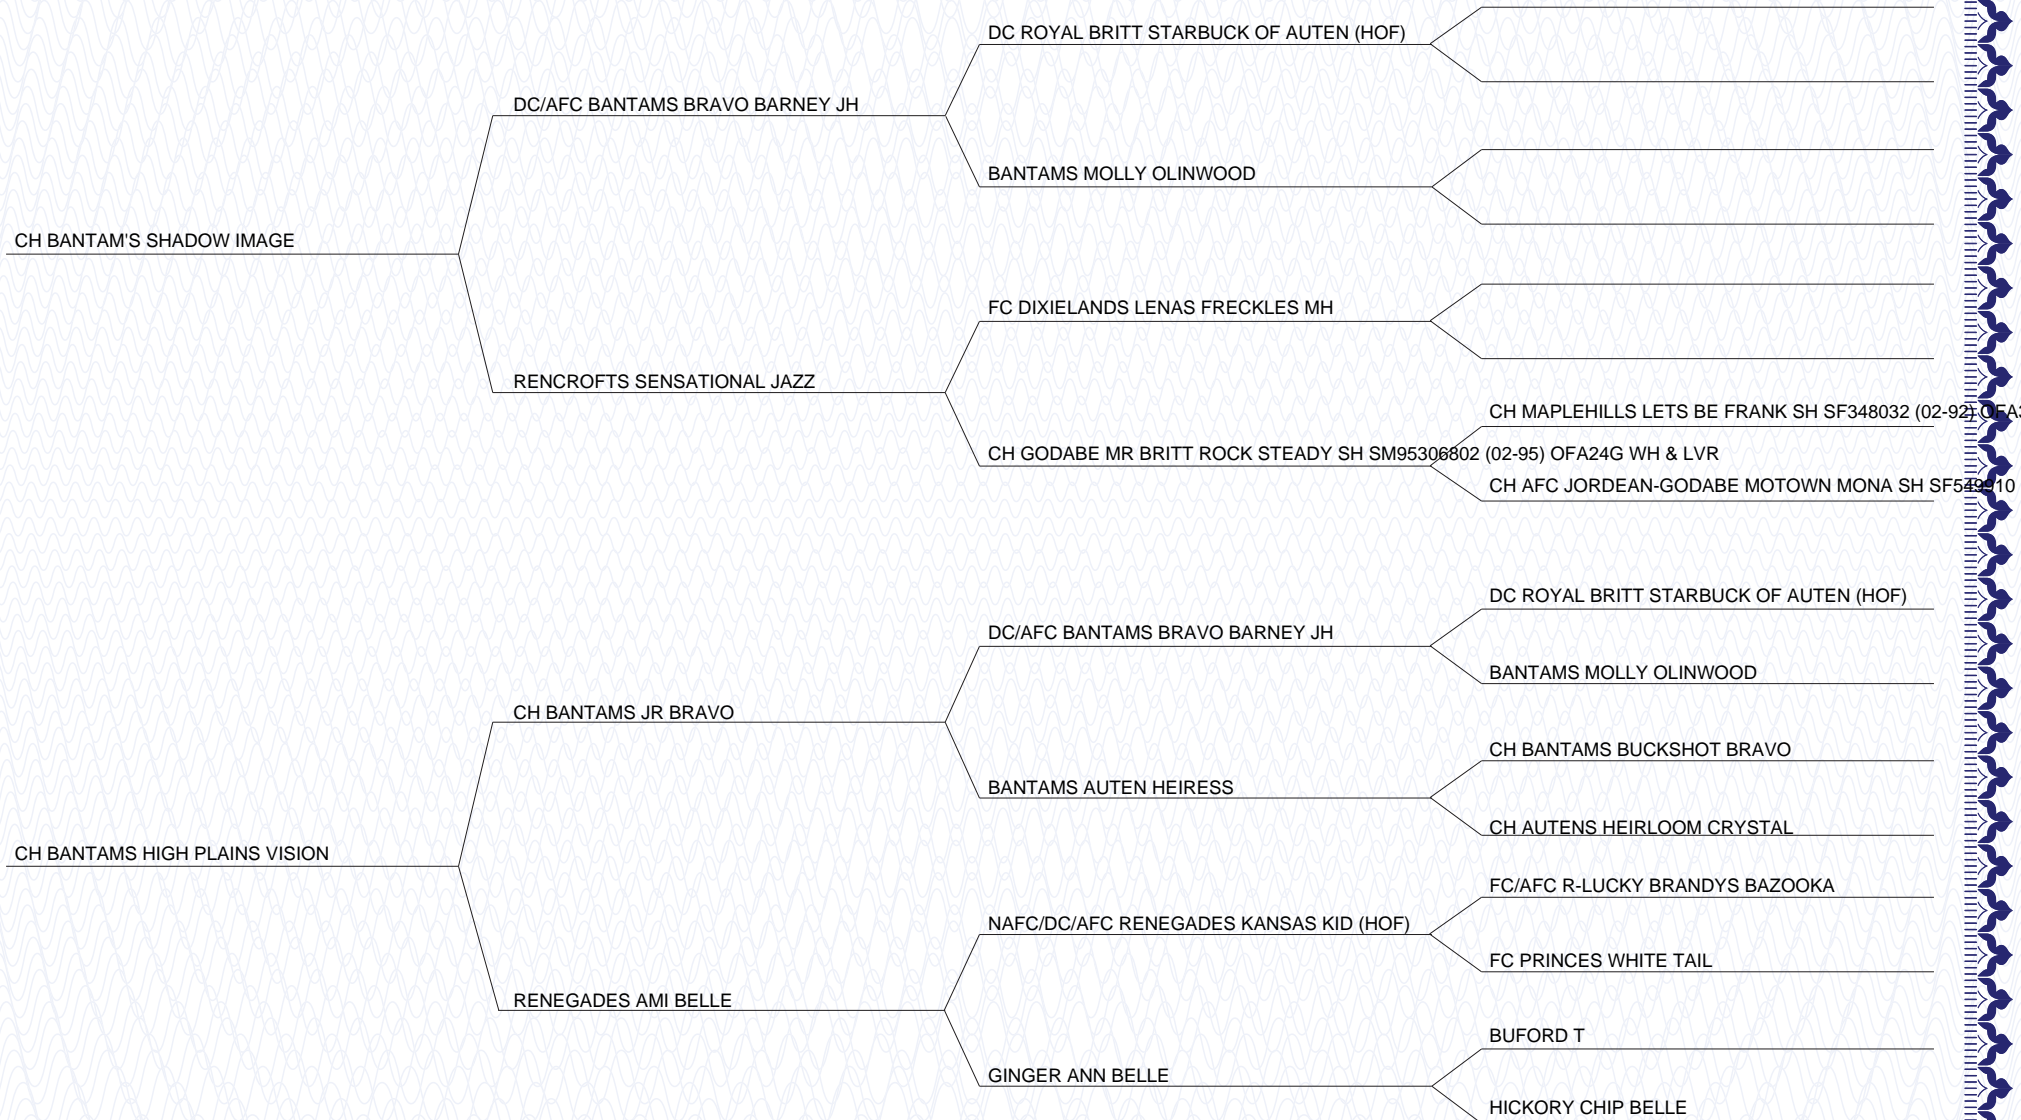 DC ROYAL BRITT STARBUCK OF AUTEN (HOF)
DC/AFC BANTAMS BRAVO BARNEY JH
BANTAMS MOLLY OLINWOOD
CH BANTAM'S SHADOW IMAGE
FC DIXIELANDS LENAS FRECKLES MH
RENCROFTS SENSATIONAL JAZZ
CH MAPLEHILLS LETS BE FRANK SH SF348032 (02-92) OFA3
CH GODABE MR BRITT ROCK STEADY SH SM95306802 (02-95) OFA24G WH & LVR
CH AFC JORDEAN-GODABE MOTOWN MONA SH SF549910
DC ROYAL BRITT STARBUCK OF AUTEN (HOF)
DC/AFC BANTAMS BRAVO BARNEY JH
BANTAMS MOLLY OLINWOOD
CH BANTAMS JR BRAVO
CH BANTAMS BUCKSHOT BRAVO
BANTAMS AUTEN HEIRESS
CH AUTENS HEIRLOOM CRYSTAL
CH BANTAMS HIGH PLAINS VISION
FC/AFC R-LUCKY BRANDYS BAZOOKA
NAFC/DC/AFC RENEGADES KANSAS KID (HOF)
FC PRINCES WHITE TAIL
RENEGADES AMI BELLE
BUFORD T
GINGER ANN BELLE
HICKORY CHIP BELLE